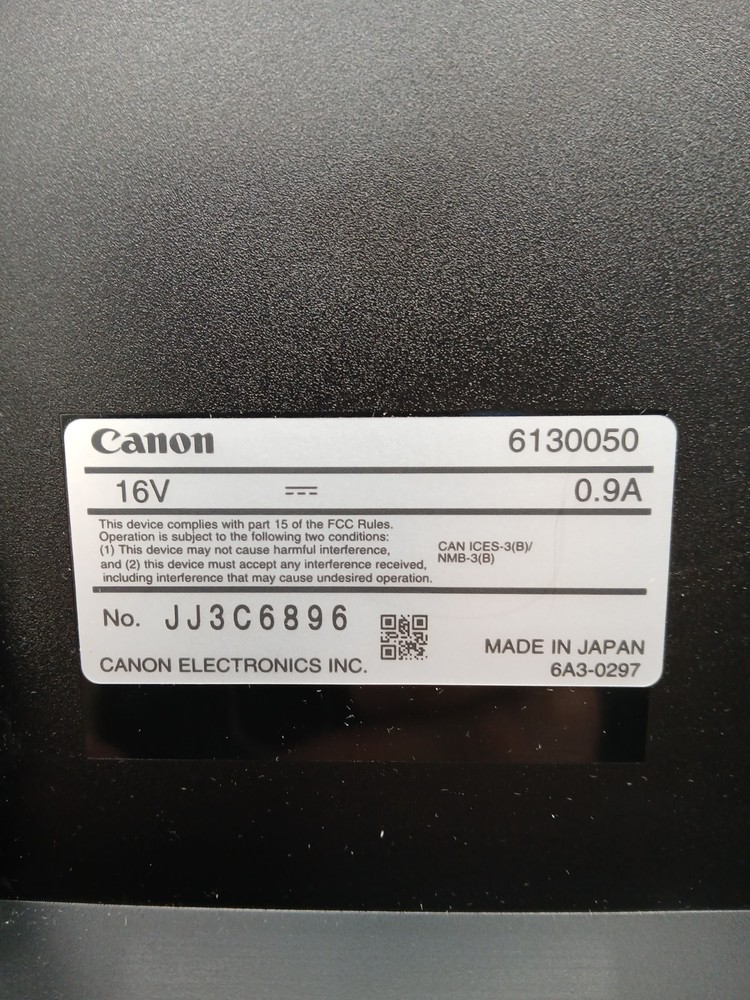 Canon 6130050
16V ⎓ 0.9A
This device complies with part 15 of the FCC Rules.
Operation is subject to the following two conditions:
(1) This device may not cause harmful interference,
and (2) this device must accept any interference received,
including interference that may cause undesired operation.
CAN ICES-3(B)/
NMB-3(B)
No. JJ3C6896
CANON ELECTRONICS INC.
MADE IN JAPAN
6A3-0297